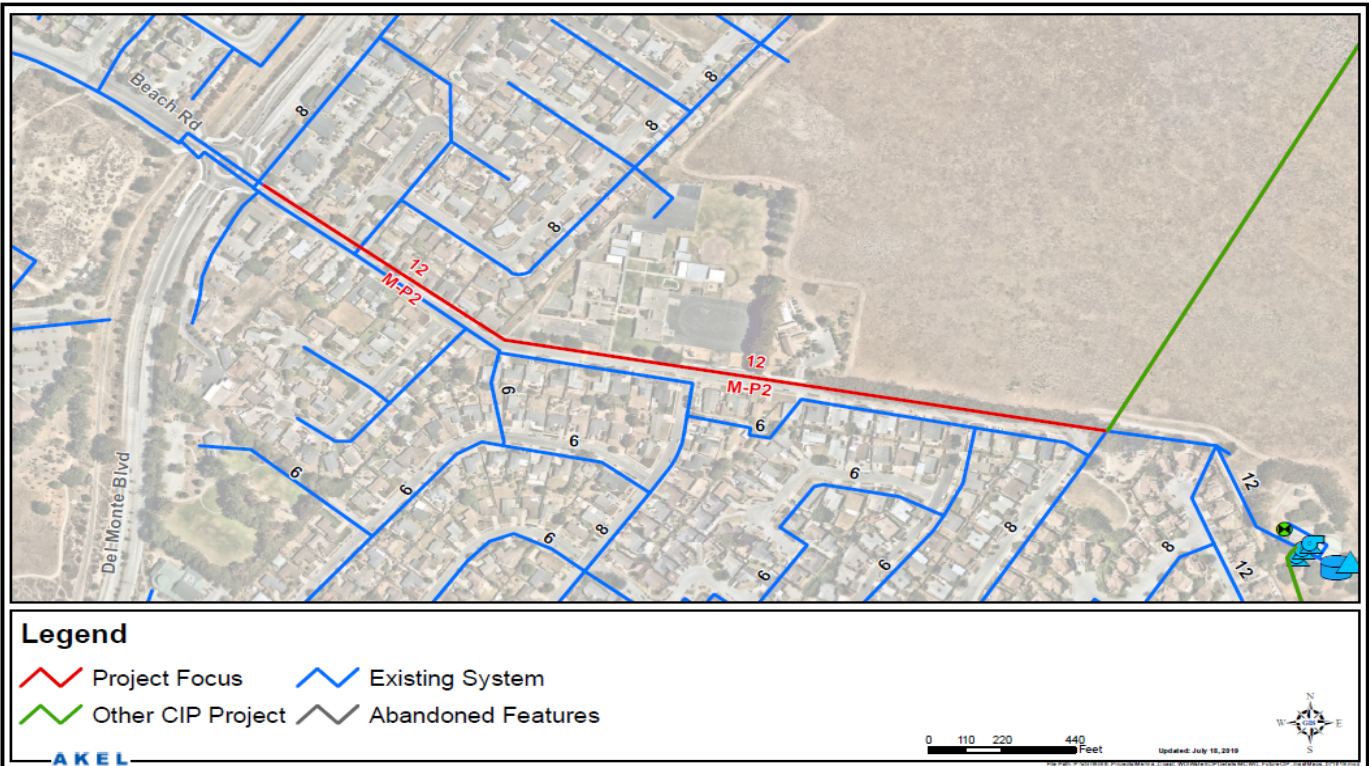 Beach Rd
8
8
8
8
12
M-P2
12
M-P2
6
6
6
6
6
6
6
8
6
6
8
8
12
12
Del Monte Blvd
Legend
Project Focus
Existing System
Other CIP Project
Abandoned Features
AKEL
0 110 220 440
Feet
Updated: July 18, 2019
N
W GIS E
S